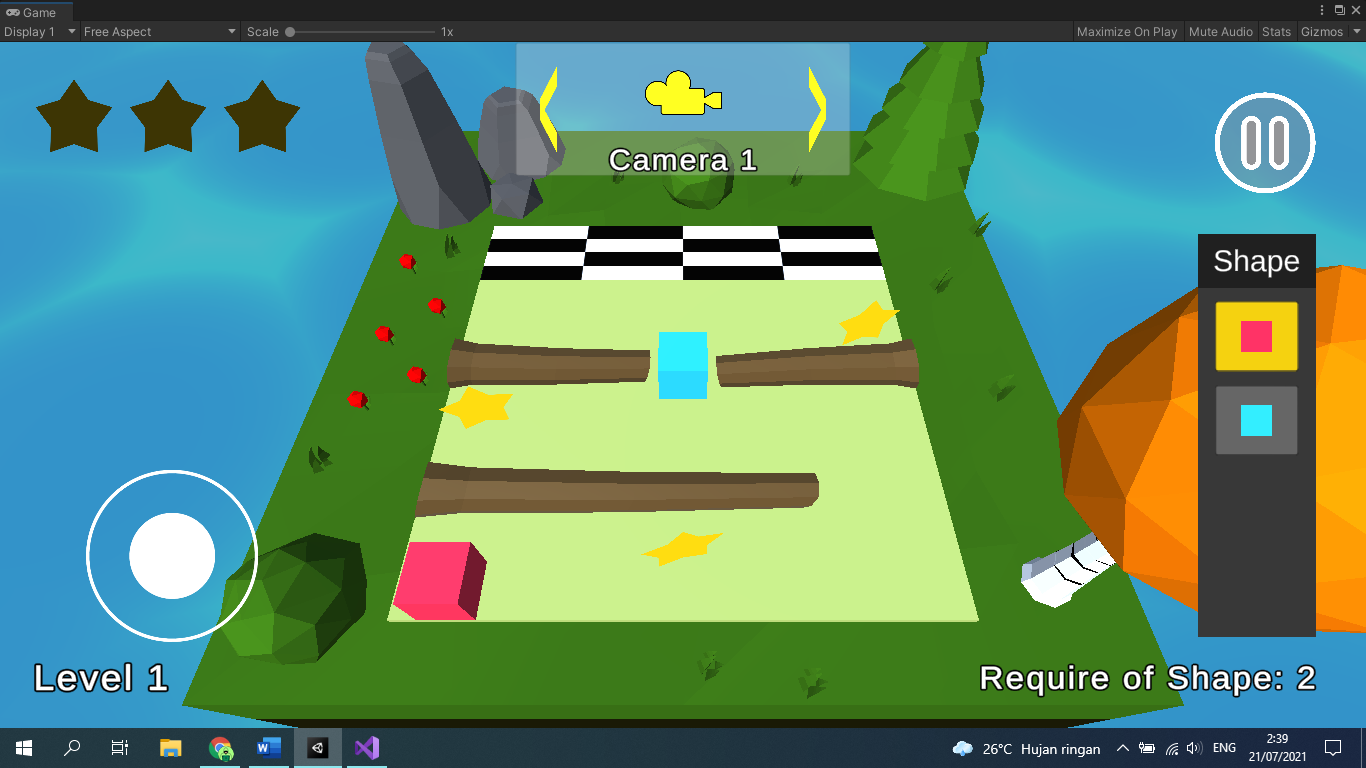 Game
Display 1
Free Aspect
Scale
1x
Maximize On Play
Mute Audio
Stats
Gizmos
Camera 1
Shape
Level 1
Require of Shape: 2
26°C Hujan ringan
ENG
2:39
21/07/2021